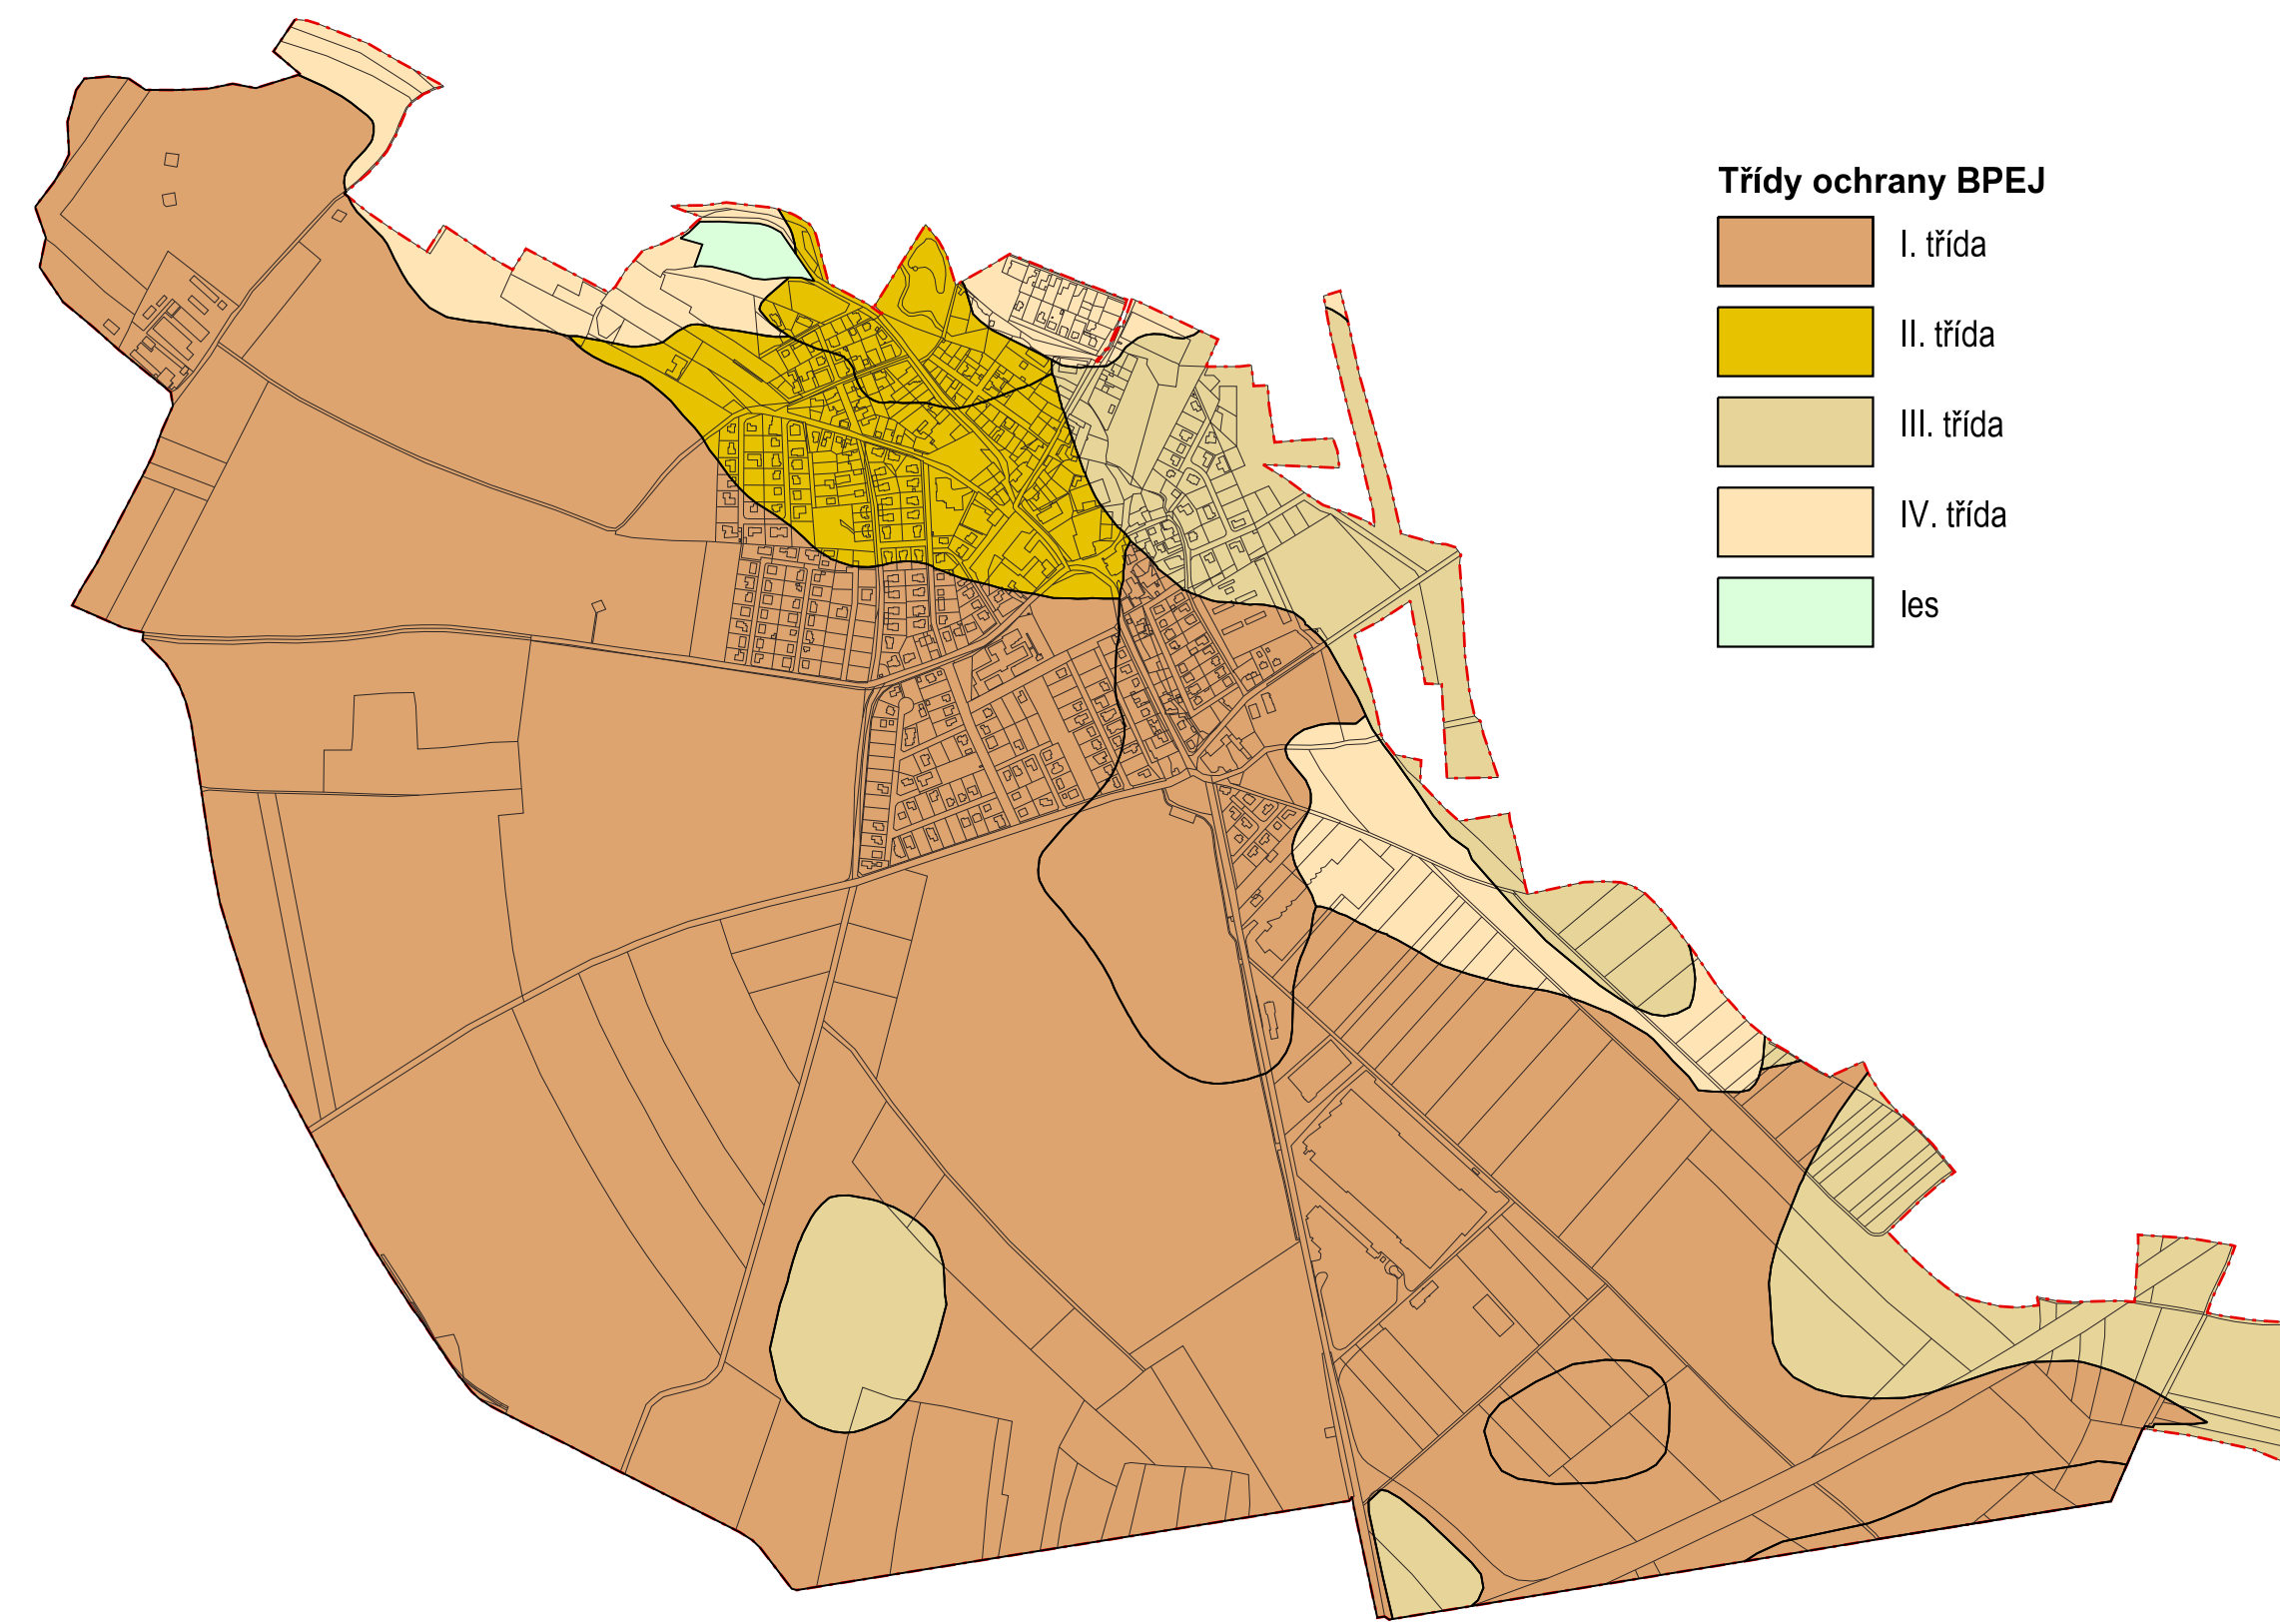 Třídy ochrany BPEJ
I. třída
II. třída
III. třída
IV. třída
les